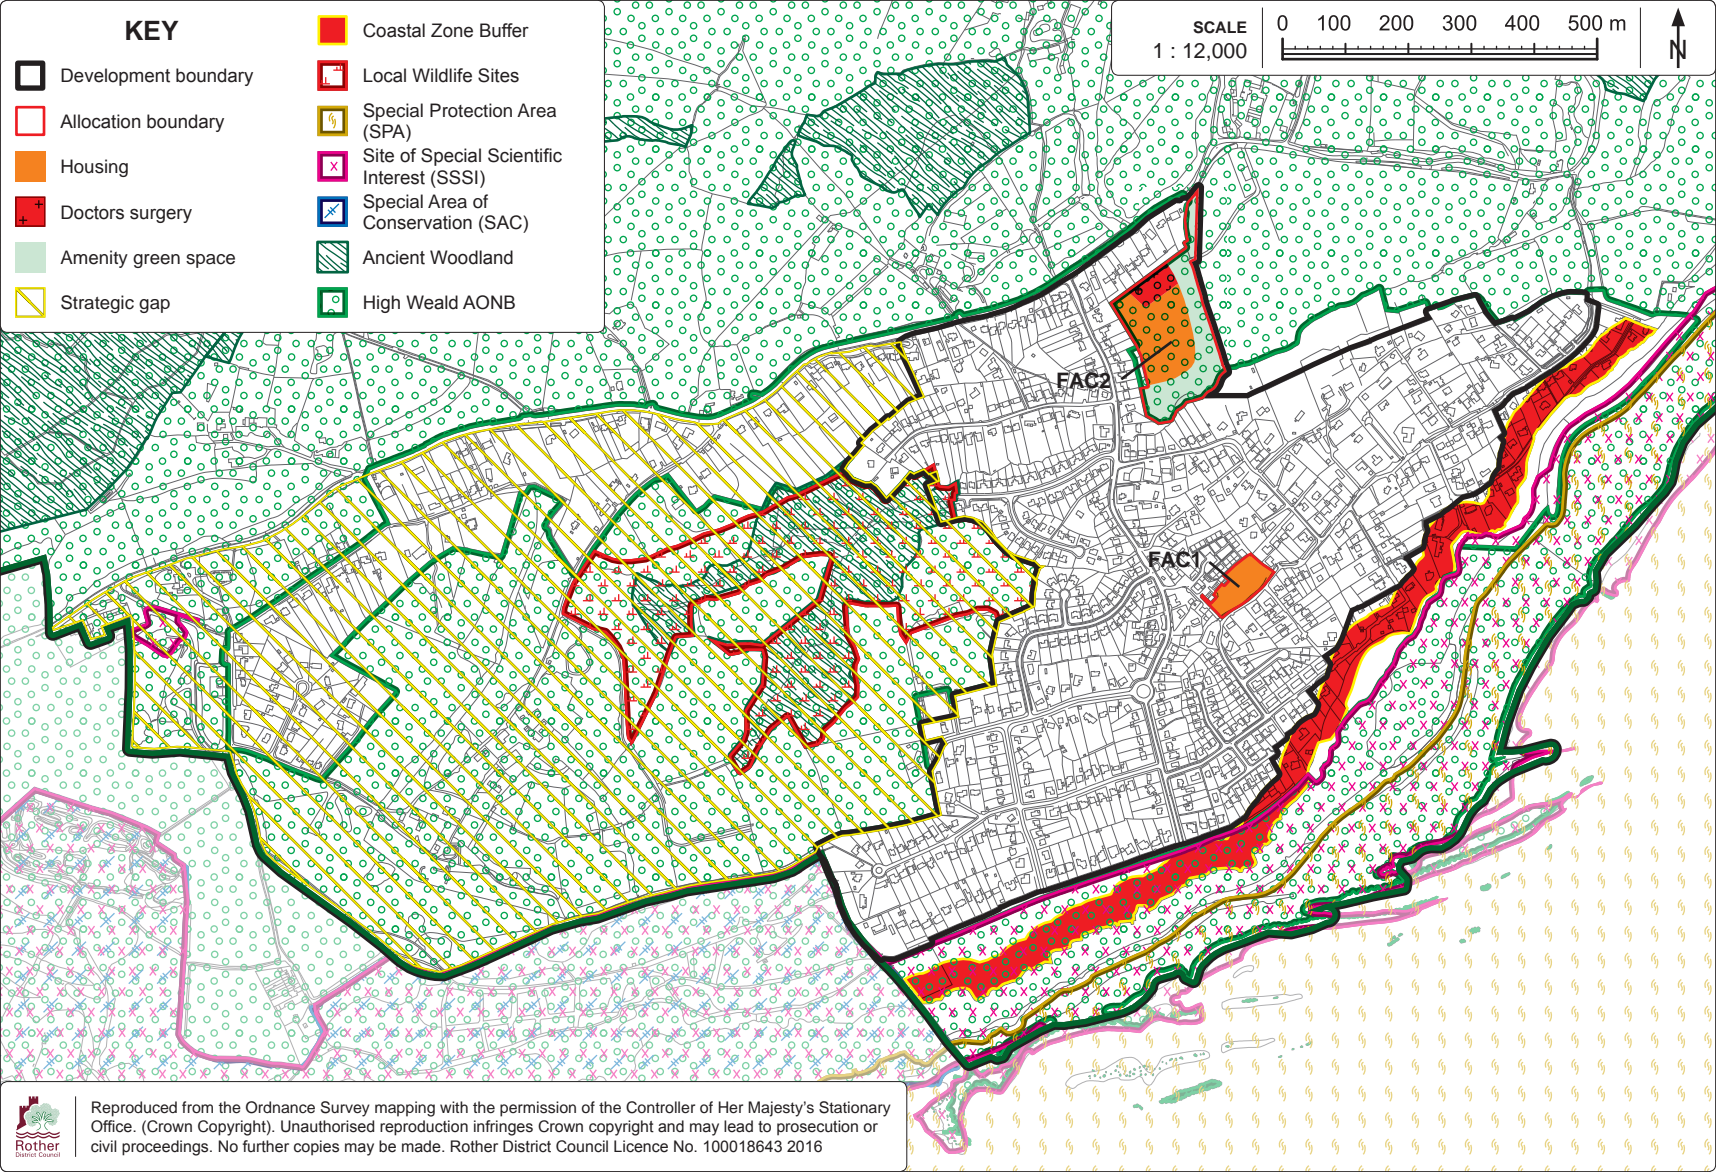 KEY
Development boundary
Allocation boundary
Housing
Doctors surgery
Amenity green space
Strategic gap
Coastal Zone Buffer
Local Wildlife Sites
Special Protection Area
(SPA)
Site of Special Scientific
Interest (SSSI)
Special Area of
Conservation (SAC)
Ancient Woodland
High Weald AONB
SCALE
1 : 12,000
0 100 200 300 400 500 m
N
FAC2
FAC1
Rother
District Council
Reproduced from the Ordnance Survey mapping with the permission of the Controller of Her Majesty's Stationary
Office. (Crown Copyright). Unauthorised reproduction infringes Crown copyright and may lead to prosecution or
civil proceedings. No further copies may be made. Rother District Council Licence No. 100018643 2016